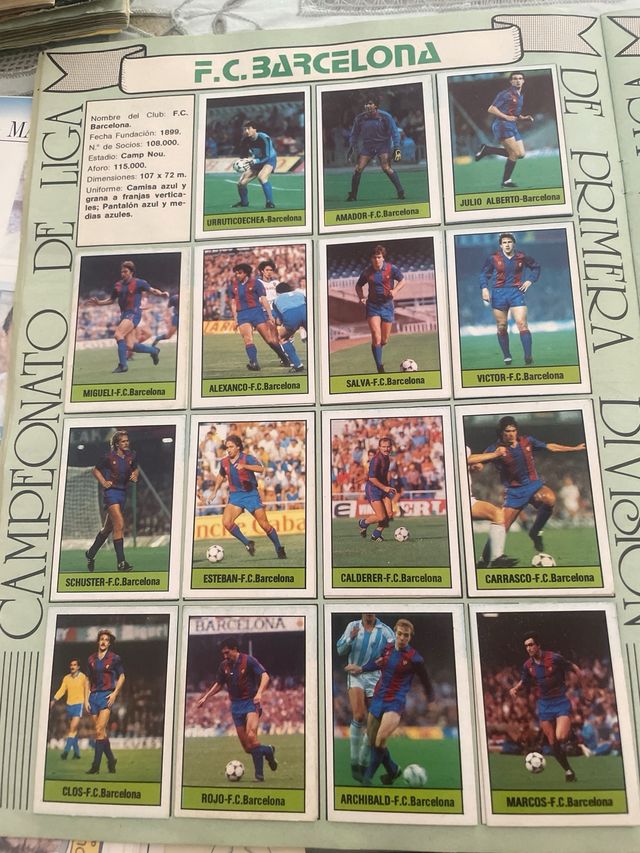 F.C.BARCELONA
CAMPEONATO DE LIGA
DE PRIMERA DIVISION
Nombre del Club: F.C.
Barcelona.
Fecha Fundación: 1899.
N.º de Socios: 108.000.
Estadio: Camp Nou.
Aforo: 115.000.
Dimensiones: 107 x 72 m.
Uniforme: Camisa azul y
grana a franjas vertica-
les; Pantalón azul y me-
dias azules.
URRUTICOECHEA-Barcelona
AMADOR-F.C.Barcelona
JULIO ALBERTO-Barcelona
MIGUELI-F.C.Barcelona
ALEXANCO-F.C.Barcelona
SALVA-F.C.Barcelona
VICTOR-F.C.Barcelona
SCHUSTER-F.C.Barcelona
ESTEBAN-F.C.Barcelona
CALDERER-F.C.Barcelona
CARRASCO-F.C.Barcelona
CLOS-F.C.Barcelona
BARCELONA
ROJO-F.C.Barcelona
ARCHIBALD-F.C.Barcelona
MARCOS-F.C.Barcelona